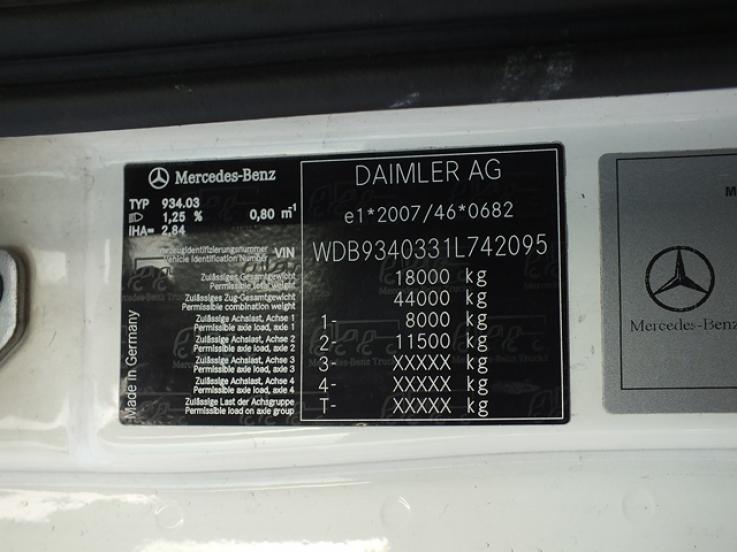 Mercedes-Benz
DAIMLER AG
TYP 934.03
1,25 % 0,80 m-1
IHA= 2,84
e1*2007/46*0682
Fahrzeugidentifizierungsnummer
Vehicle Identification Number
VIN
WDB9340331L742095
Zulässiges Gesamtgewicht
Permissible total weight
18000 kg
Zulässiges Zug-Gesamtgewicht
Permissible combination weight
44000 kg
Zulässige Achslast, Achse 1
Permissible axle load, axle 1
1- 8000 kg
Zulässige Achslast, Achse 2
Permissible axle load, axle 2
2- 11500 kg
Zulässige Achslast, Achse 3
Permissible axle load, axle 3
3- XXXXX kg
Zulässige Achslast, Achse 4
Permissible axle load, axle 4
4- XXXXX kg
Zulässige Last der Achsgruppe
Permissible load on axle group
T- XXXXX kg
Made in Germany
M
Mercedes-Benz